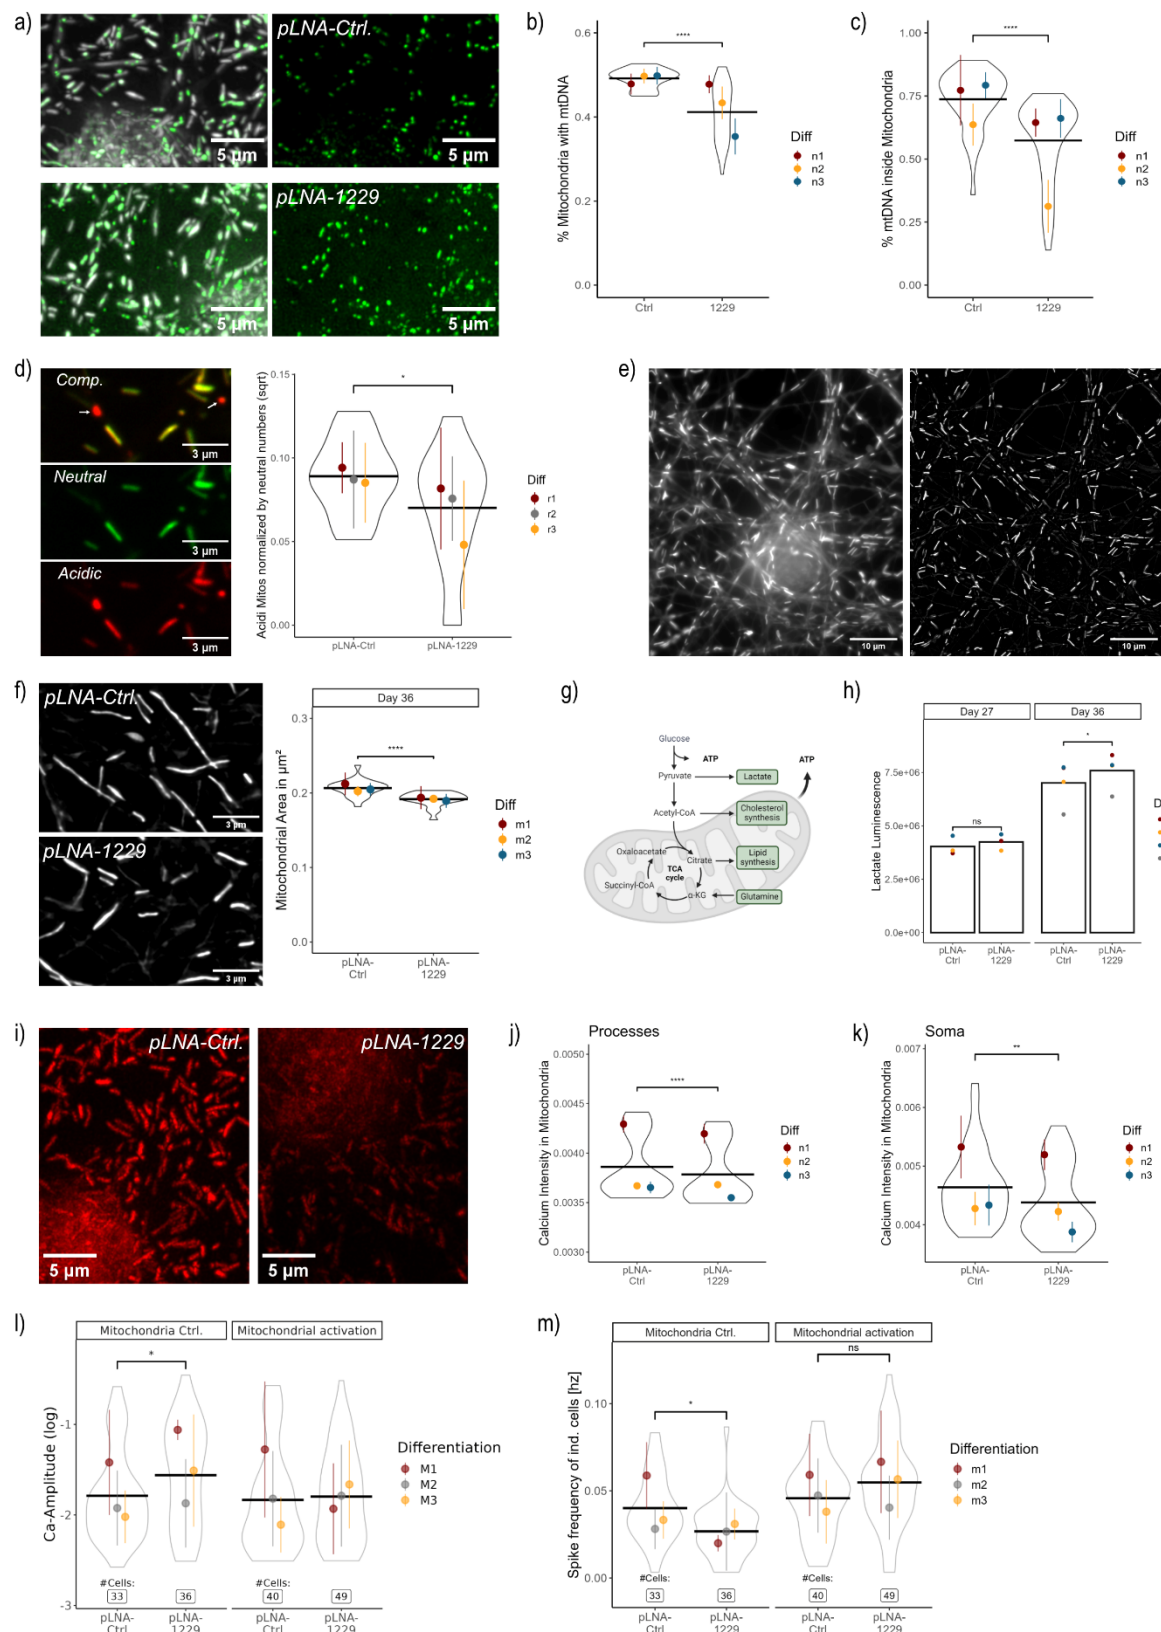 a)
pLNA-Ctrl.
5 µm
5 µm
pLNA-1229
5 µm
5 µm
b)
% Mitochondria with mtDNA
0.6
0.4
0.2
0.0
****
Ctrl
1229
Diff
n1
n2
n3
c)
% mtDNA inside Mitochondria
1.00
0.75
0.50
0.25
0.00
****
Ctrl
1229
Diff
n1
n2
n3
d)
Comp.
3 µm
Neutral
3 µm
Acidic
3 µm
Acidi Mitos normalized by neutral numbers (sqrt)
0.15
0.10
0.05
0.00
*
pLNA-Ctrl
pLNA-1229
Diff
r1
r2
r3
e)
10 µm
10 µm
f)
pLNA-Ctrl.
3 µm
pLNA-1229
3 µm
Day 36
Mitochondrial Area in µm²
0.3
0.2
0.1
0.0
****
pLNA-
Ctrl
pLNA-
1229
Diff
m1
m2
m3
g)
Glucose
ATP
ATP
Pyruvate
Lactate
Acetyl-CoA
Cholesterol
synthesis
Oxaloacetate
Citrate
Lipid
synthesis
TCA
cycle
Succinyl-CoA
α-KG
Glutamine
h)
Day 27
Day 36
Lactate Luminescence
7.5e+06
5.0e+06
2.5e+06
0.0e+00
ns
*
pLNA-
Ctrl
pLNA-
1229
pLNA-
Ctrl
pLNA-
1229
D
i)
pLNA-Ctrl.
5 µm
pLNA-1229
5 µm
j)
Processes
Calcium Intensity in Mitochondria
0.0050
0.0045
0.0040
0.0035
0.0030
****
pLNA-
Ctrl
pLNA-
1229
Diff
n1
n2
n3
k)
Soma
Calcium Intensity in Mitochondria
0.007
0.006
0.005
0.004
**
pLNA-
Ctrl
pLNA-
1229
Diff
n1
n2
n3
l)
Mitochondria Ctrl.
Mitochondrial activation
Ca-Amplitude (log)
-1
-2
-3
*
#Cells:
33
36
#Cells:
40
49
pLNA-
Ctrl
pLNA-
1229
pLNA-
Ctrl
pLNA-
1229
Differentiation
M1
M2
M3
m)
Mitochondria Ctrl.
Mitochondrial activation
Spike frequency of ind. cells [hz]
0.10
0.05
0.00
*
ns
#Cells:
33
36
#Cells:
40
49
pLNA-
Ctrl
pLNA-
1229
pLNA-
Ctrl
pLNA-
1229
Differentiation
m1
m2
m3